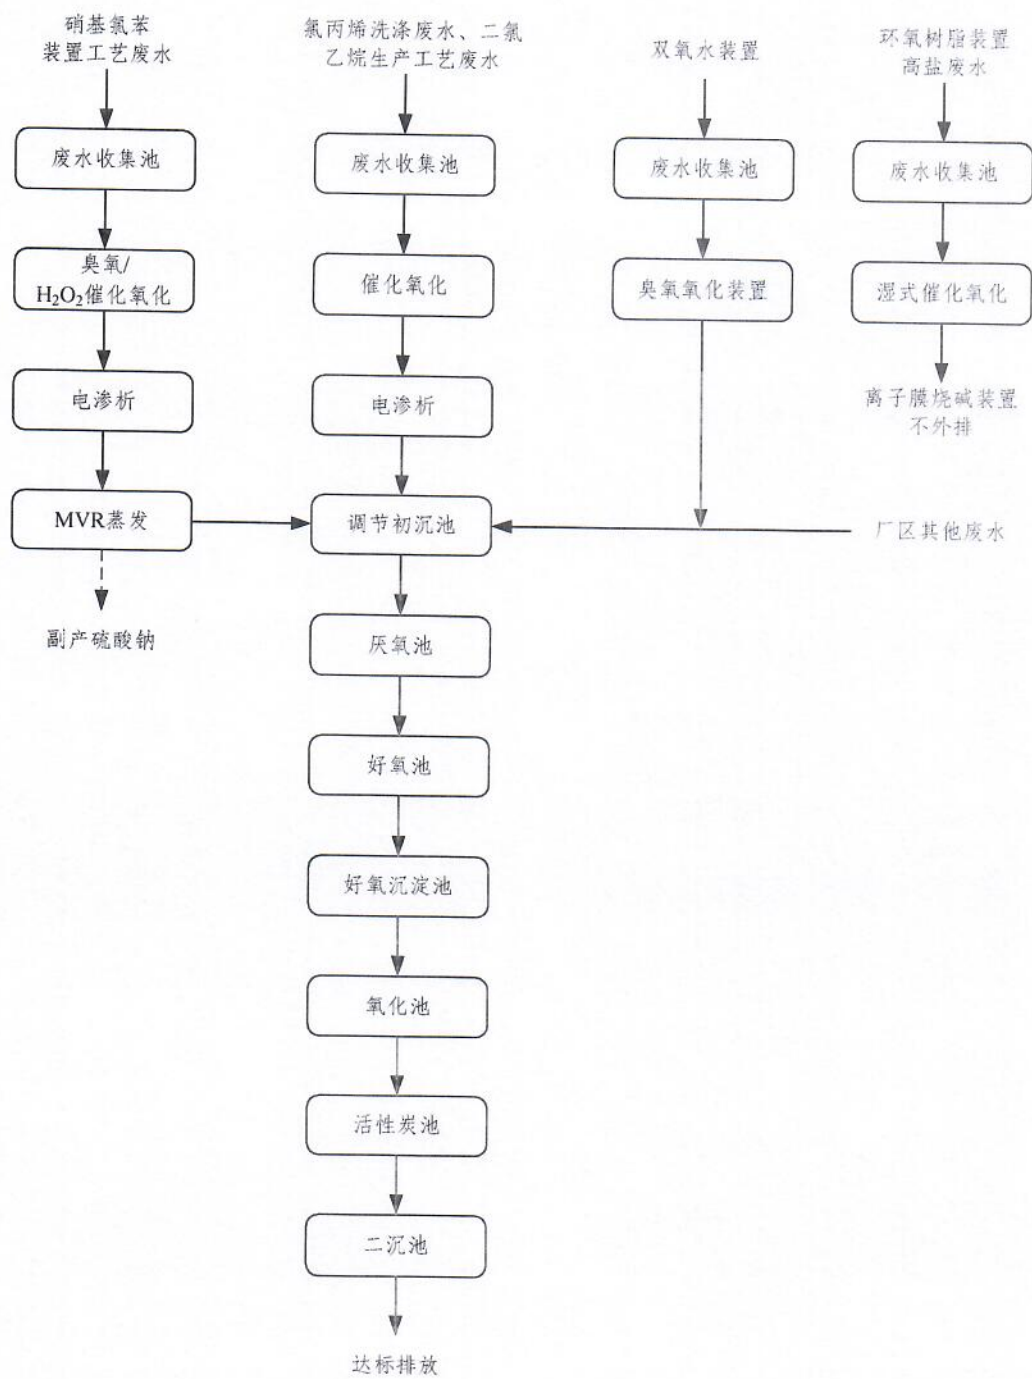 硝基氯苯
装置工艺废水
氯丙烯洗涤废水、二氯
乙烷生产工艺废水
双氧水装置
环氧树脂装置
高盐废水
废水收集池
废水收集池
废水收集池
废水收集池
臭氧/
H₂O₂催化氧化
催化氧化
臭氧氧化装置
湿式催化氧化
电渗析
电渗析
离子膜烧碱装置
不外排
MVR蒸发
调节初沉池
厂区其他废水
副产硫酸钠
厌氧池
好氧池
好氧沉淀池
氧化池
活性炭池
二沉池
达标排放